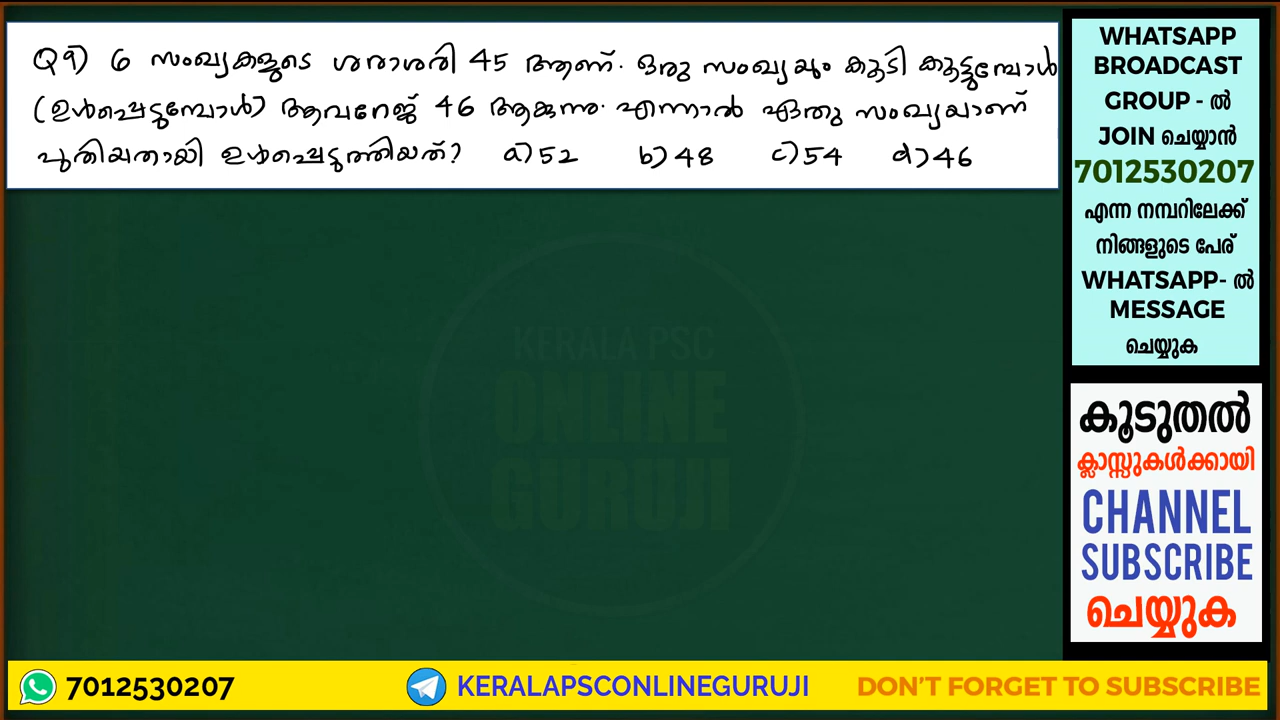 Q9) 6 സംഖ്യകളുടെ ശരാശരി 45 ആണ്. ഒരു സംഖ്യയും കൂടി കൂട്ടുമ്പോൾ
(ഉൾപ്പെടുമ്പോൾ) ആവറേജ് 46 ആകുന്നു. എന്നാൽ ഏതു സംഖ്യയാണ്
പുതിയതായി ഉൾപ്പെടുത്തിയത്? a) 52 b) 48 c) 54 d) 46
KERALA PSC
ONLINE
GURUJI
WHATSAPP
BROADCAST
GROUP - ൽ
JOIN ചെയ്യാൻ
7012530207
എന്ന നമ്പറിലേക്ക്
നിങ്ങളുടെ പേര്
WHATSAPP- ൽ
MESSAGE
ചെയ്യുക
കൂടുതൽ
ക്ലാസ്സുകൾക്കായി
CHANNEL
SUBSCRIBE
ചെയ്യുക
7012530207
KERALAPSCONLINEGURUJI
DON'T FORGET TO SUBSCRIBE